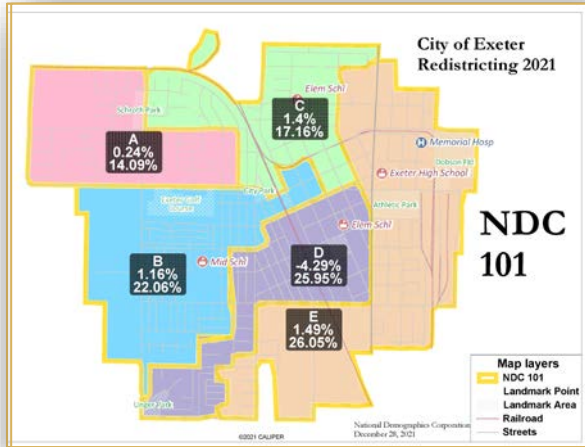 City of Exeter
Redistricting 2021
C
1.4%
17.16%
Elem Schl
Schroth Park
A
0.24%
14.09%
Memorial Hosp
Dobson Fld
Exeter High School
City Park
Athletic Park
Exeter Golf
Course
NDC
101
Elem Schl
B
1.16%
22.06%
Mid Schl
D
-4.29%
25.95%
E
1.49%
26.05%
Unger Park
Map layers
NDC 101
Landmark Point
Landmark Area
Railroad
Streets
National Demographics Corporation
December 28, 2021
©2021 CALIPER